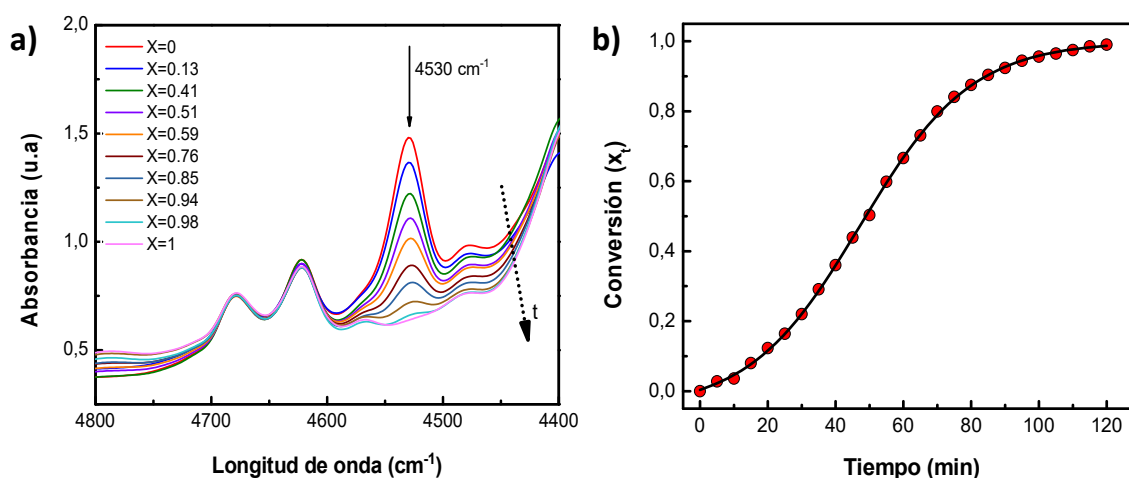 a)
2,0
1,5
1,0
0,5
Absorbancia (u.a)
X=0
X=0.13
X=0.41
X=0.51
X=0.59
X=0.76
X=0.85
X=0.94
X=0.98
X=1
4530 cm⁻¹
t
4800 4700 4600 4500 4400
Longitud de onda (cm⁻¹)
b)
1,0
0,8
0,6
0,4
0,2
0,0
Conversión (xₜ)
0 20 40 60 80 100 120
Tiempo (min)